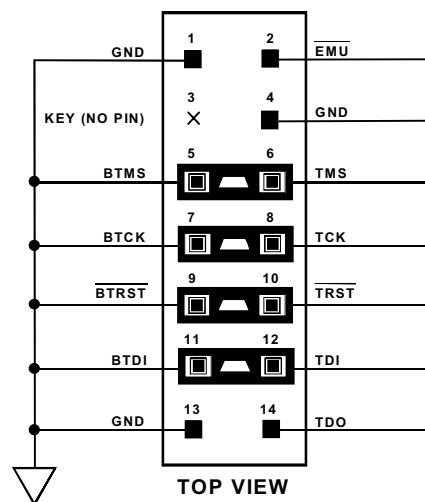 1 2
GND EMU
3 4
KEY (NO PIN) GND
5 6
BTMS TMS
7 8
BTCK TCK
9 10
BTRST TRST
11 12
BTDI TDI
13 14
GND TDO
TOP VIEW